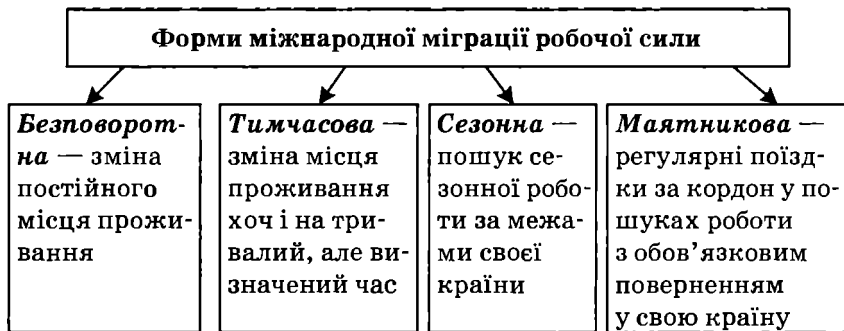 Форми міжнародної міграції робочої сили
Безповорот-
на — зміна
постійного
місця прожи-
вання
Тимчасова —
зміна місця
проживання
хоч і на три-
валий, але ви-
значений час
Сезонна —
пошук се-
зонної робо-
ти за межа-
ми своєї
країни
Маятникова —
регулярні поїзд-
ки за кордон у по-
шуках роботи
з обов’язковим
поверненням
у свою країну